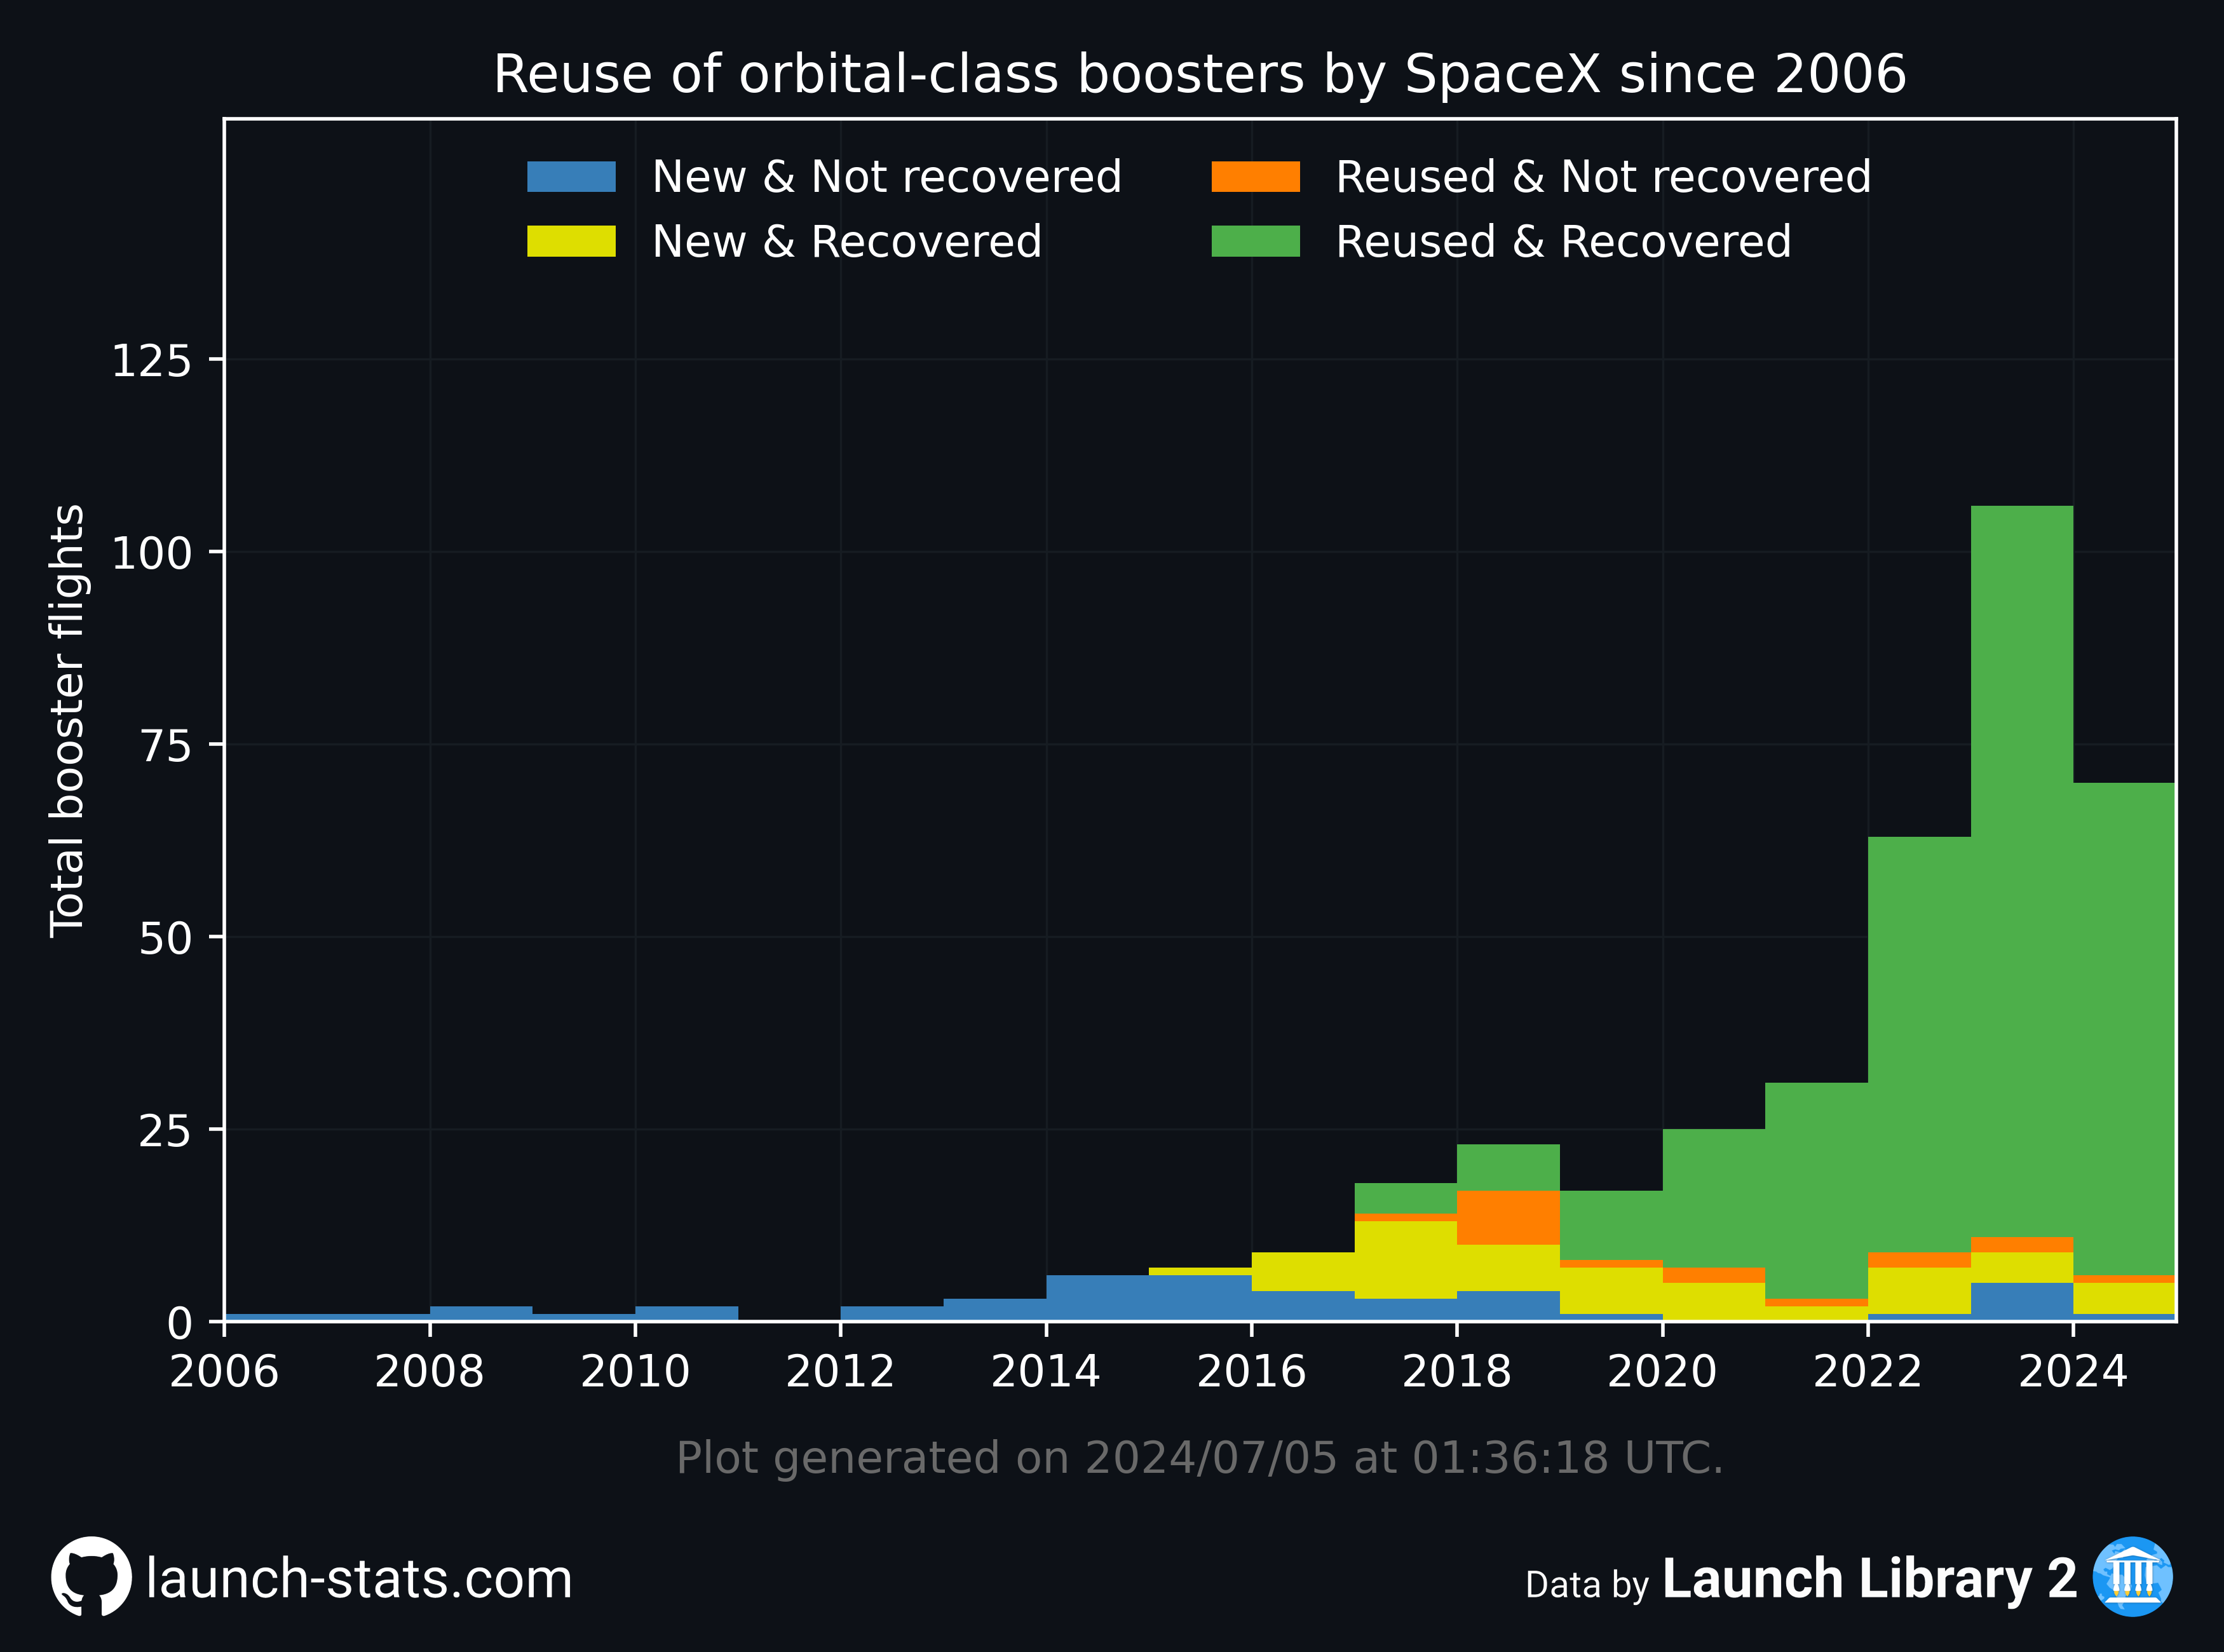 Reuse of orbital-class boosters by SpaceX since 2006
New & Not recovered
New & Recovered
Reused & Not recovered
Reused & Recovered
Total booster flights
125
100
75
50
25
0
2006 2008 2010 2012 2014 2016 2018 2020 2022 2024
Plot generated on 2024/07/05 at 01:36:18 UTC.
launch-stats.com
Data by Launch Library 2